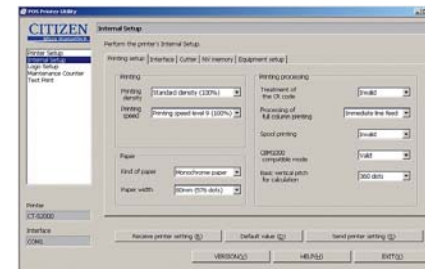 POS Printer Utility
CITIZEN
Internal Setup
Perform the printer's Internal Setup.
Printer Setup
Internal Setup
Logo Setup
Maintenance Counter
Test Print
Printing setup
Interface
Cutter
NV memory
Equipment setup
Printing
Printing density
Standard density (100%)
Printing speed
Printing speed level 9 (100%)
Paper
Kind of paper
Monochrome paper
Paper width
80mm (576 dots)
Printing processing
Treatment of the CR code
Invalid
Processing of full column printing
Immediate line feed
Spool printing
Invalid
CBM1000 compatible mode
Valid
Basic vertical pitch for calculation
360 dots
Printer
CT-S2000
Interface
COM1
Receive printer setting (R)
Default value (D)
Send printer setting (S)
VERSION(V)
HELP(H)
EXIT(X)